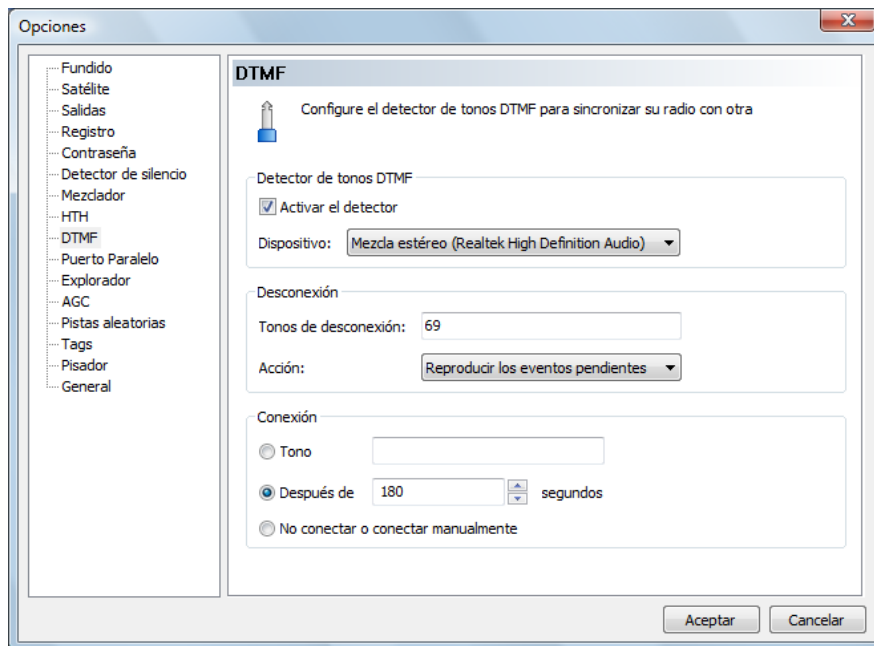 Opciones
Fundido
Satélite
Salidas
Registro
Contraseña
Detector de silencio
Mezclador
HTH
DTMF
Puerto Paralelo
Explorador
AGC
Pistas aleatorias
Tags
Pisador
General
DTMF
Configure el detector de tonos DTMF para sincronizar su radio con otra
Detector de tonos DTMF
Activar el detector
Dispositivo: Mezcla estéreo (Realtek High Definition Audio)
Desconexión
Tonos de desconexión: 69
Acción: Reproducir los eventos pendientes
Conexión
Tono
Después de 180 segundos
No conectar o conectar manualmente
Aceptar Cancelar